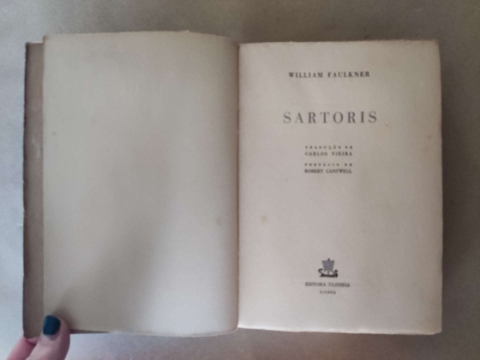 WILLIAM FAULKNER
SARTORIS
TRADUÇÃO DE
CARLOS VIEIRA
PREFÁCIO DE
ROBERT CANTWELL
EDITORA ULISSEIA
LISBOA